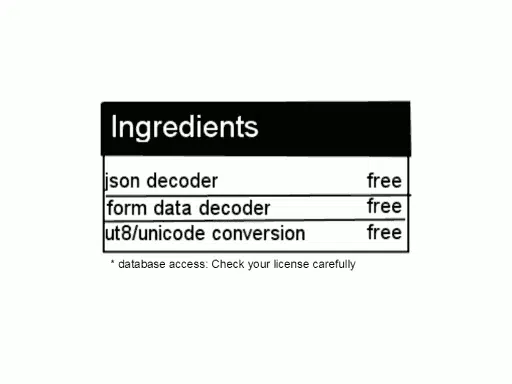 Ingredients
json decoder free
form data decoder free
ut8/unicode conversion free
* database access: Check your license carefully